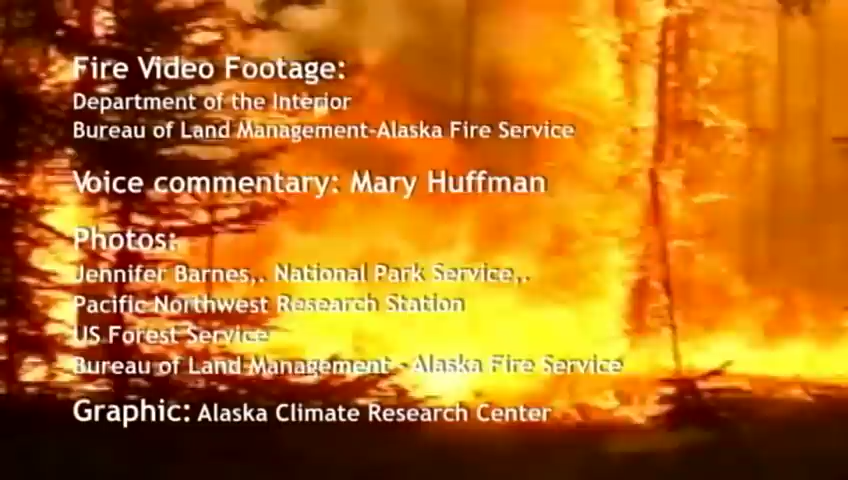 Fire Video Footage:
Department of the Interior
Bureau of Land Management-Alaska Fire Service
Voice commentary: Mary Huffman
Photos:
Jennifer Barnes,. National Park Service,.
Pacific Northwest Research Station
US Forest Service
Bureau of Land Management - Alaska Fire Service
Graphic: Alaska Climate Research Center